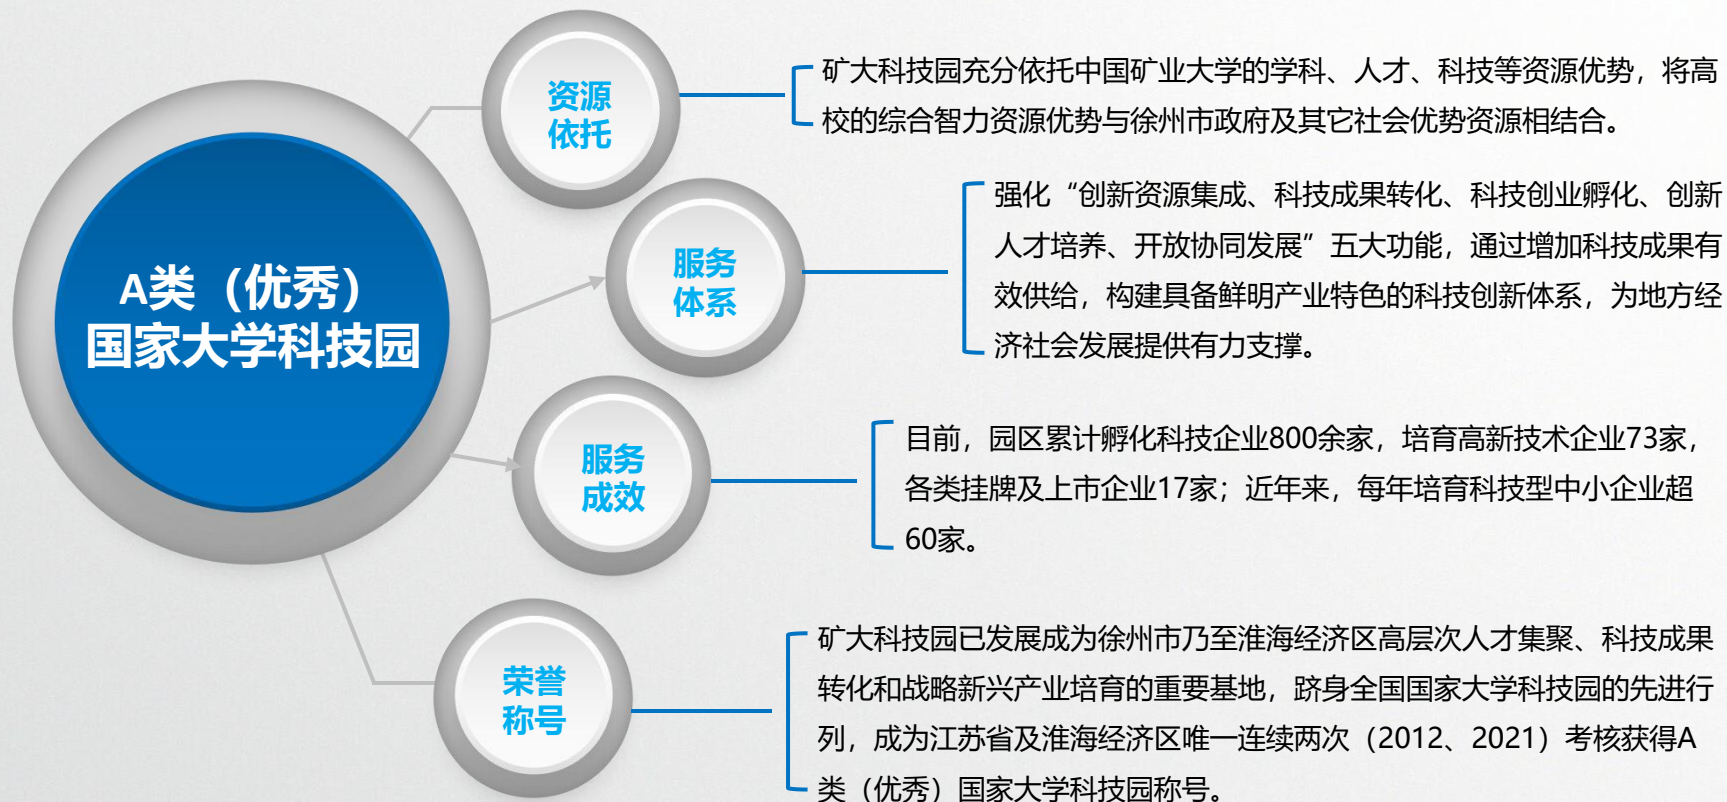 A类（优秀）
国家大学科技园
资源
依托
矿大科技园充分依托中国矿业大学的学科、人才、科技等资源优势，将高
校的综合智力资源优势与徐州市政府及其它社会优势资源相结合。
服务
体系
强化“创新资源集成、科技成果转化、科技创业孵化、创新
人才培养、开放协同发展”五大功能，通过增加科技成果有
效供给，构建具备鲜明产业特色的科技创新体系，为地方经
济社会发展提供有力支撑。
服务
成效
目前，园区累计孵化科技企业800余家，培育高新技术企业73家，
各类挂牌及上市企业17家；近年来，每年培育科技型中小企业超
60家。
荣誉
称号
矿大科技园已发展成为徐州市乃至淮海经济区高层次人才集聚、科技成果
转化和战略新兴产业培育的重要基地，跻身全国国家大学科技园的先进行
列，成为江苏省及淮海经济区唯一连续两次（2012、2021）考核获得A
类（优秀）国家大学科技园称号。